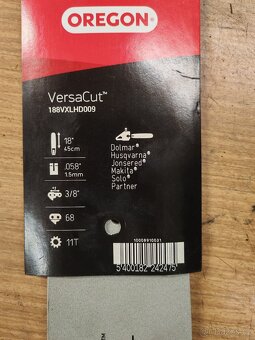 OREGON
VersaCut™
188VXLHD009
18"
45cm
.058"
1.5mm
3/8"
68
11T
Dolmar®
Husqvarna®
Jonsered®
Makita®
Solo®
Partner
5 400182 242475